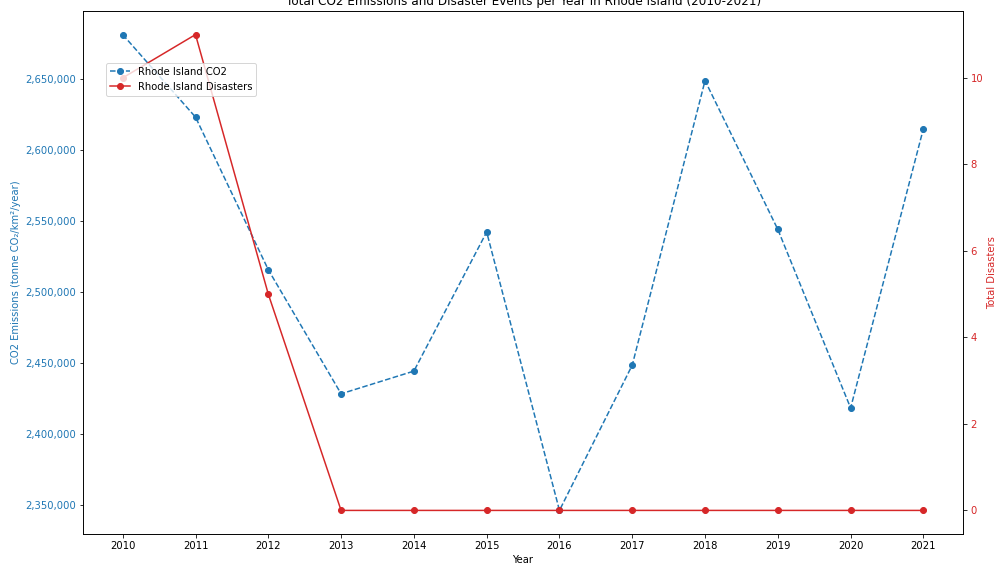 Total CO2 Emissions and Disaster Events per Year in Rhode Island (2010-2021)
Rhode Island CO2
Rhode Island Disasters
CO2 Emissions (tonne CO₂/km²/year)
2,650,000
2,600,000
2,550,000
2,500,000
2,450,000
2,400,000
2,350,000
Total Disasters
10
8
6
4
2
0
2010 2011 2012 2013 2014 2015 2016 2017 2018 2019 2020 2021
Year